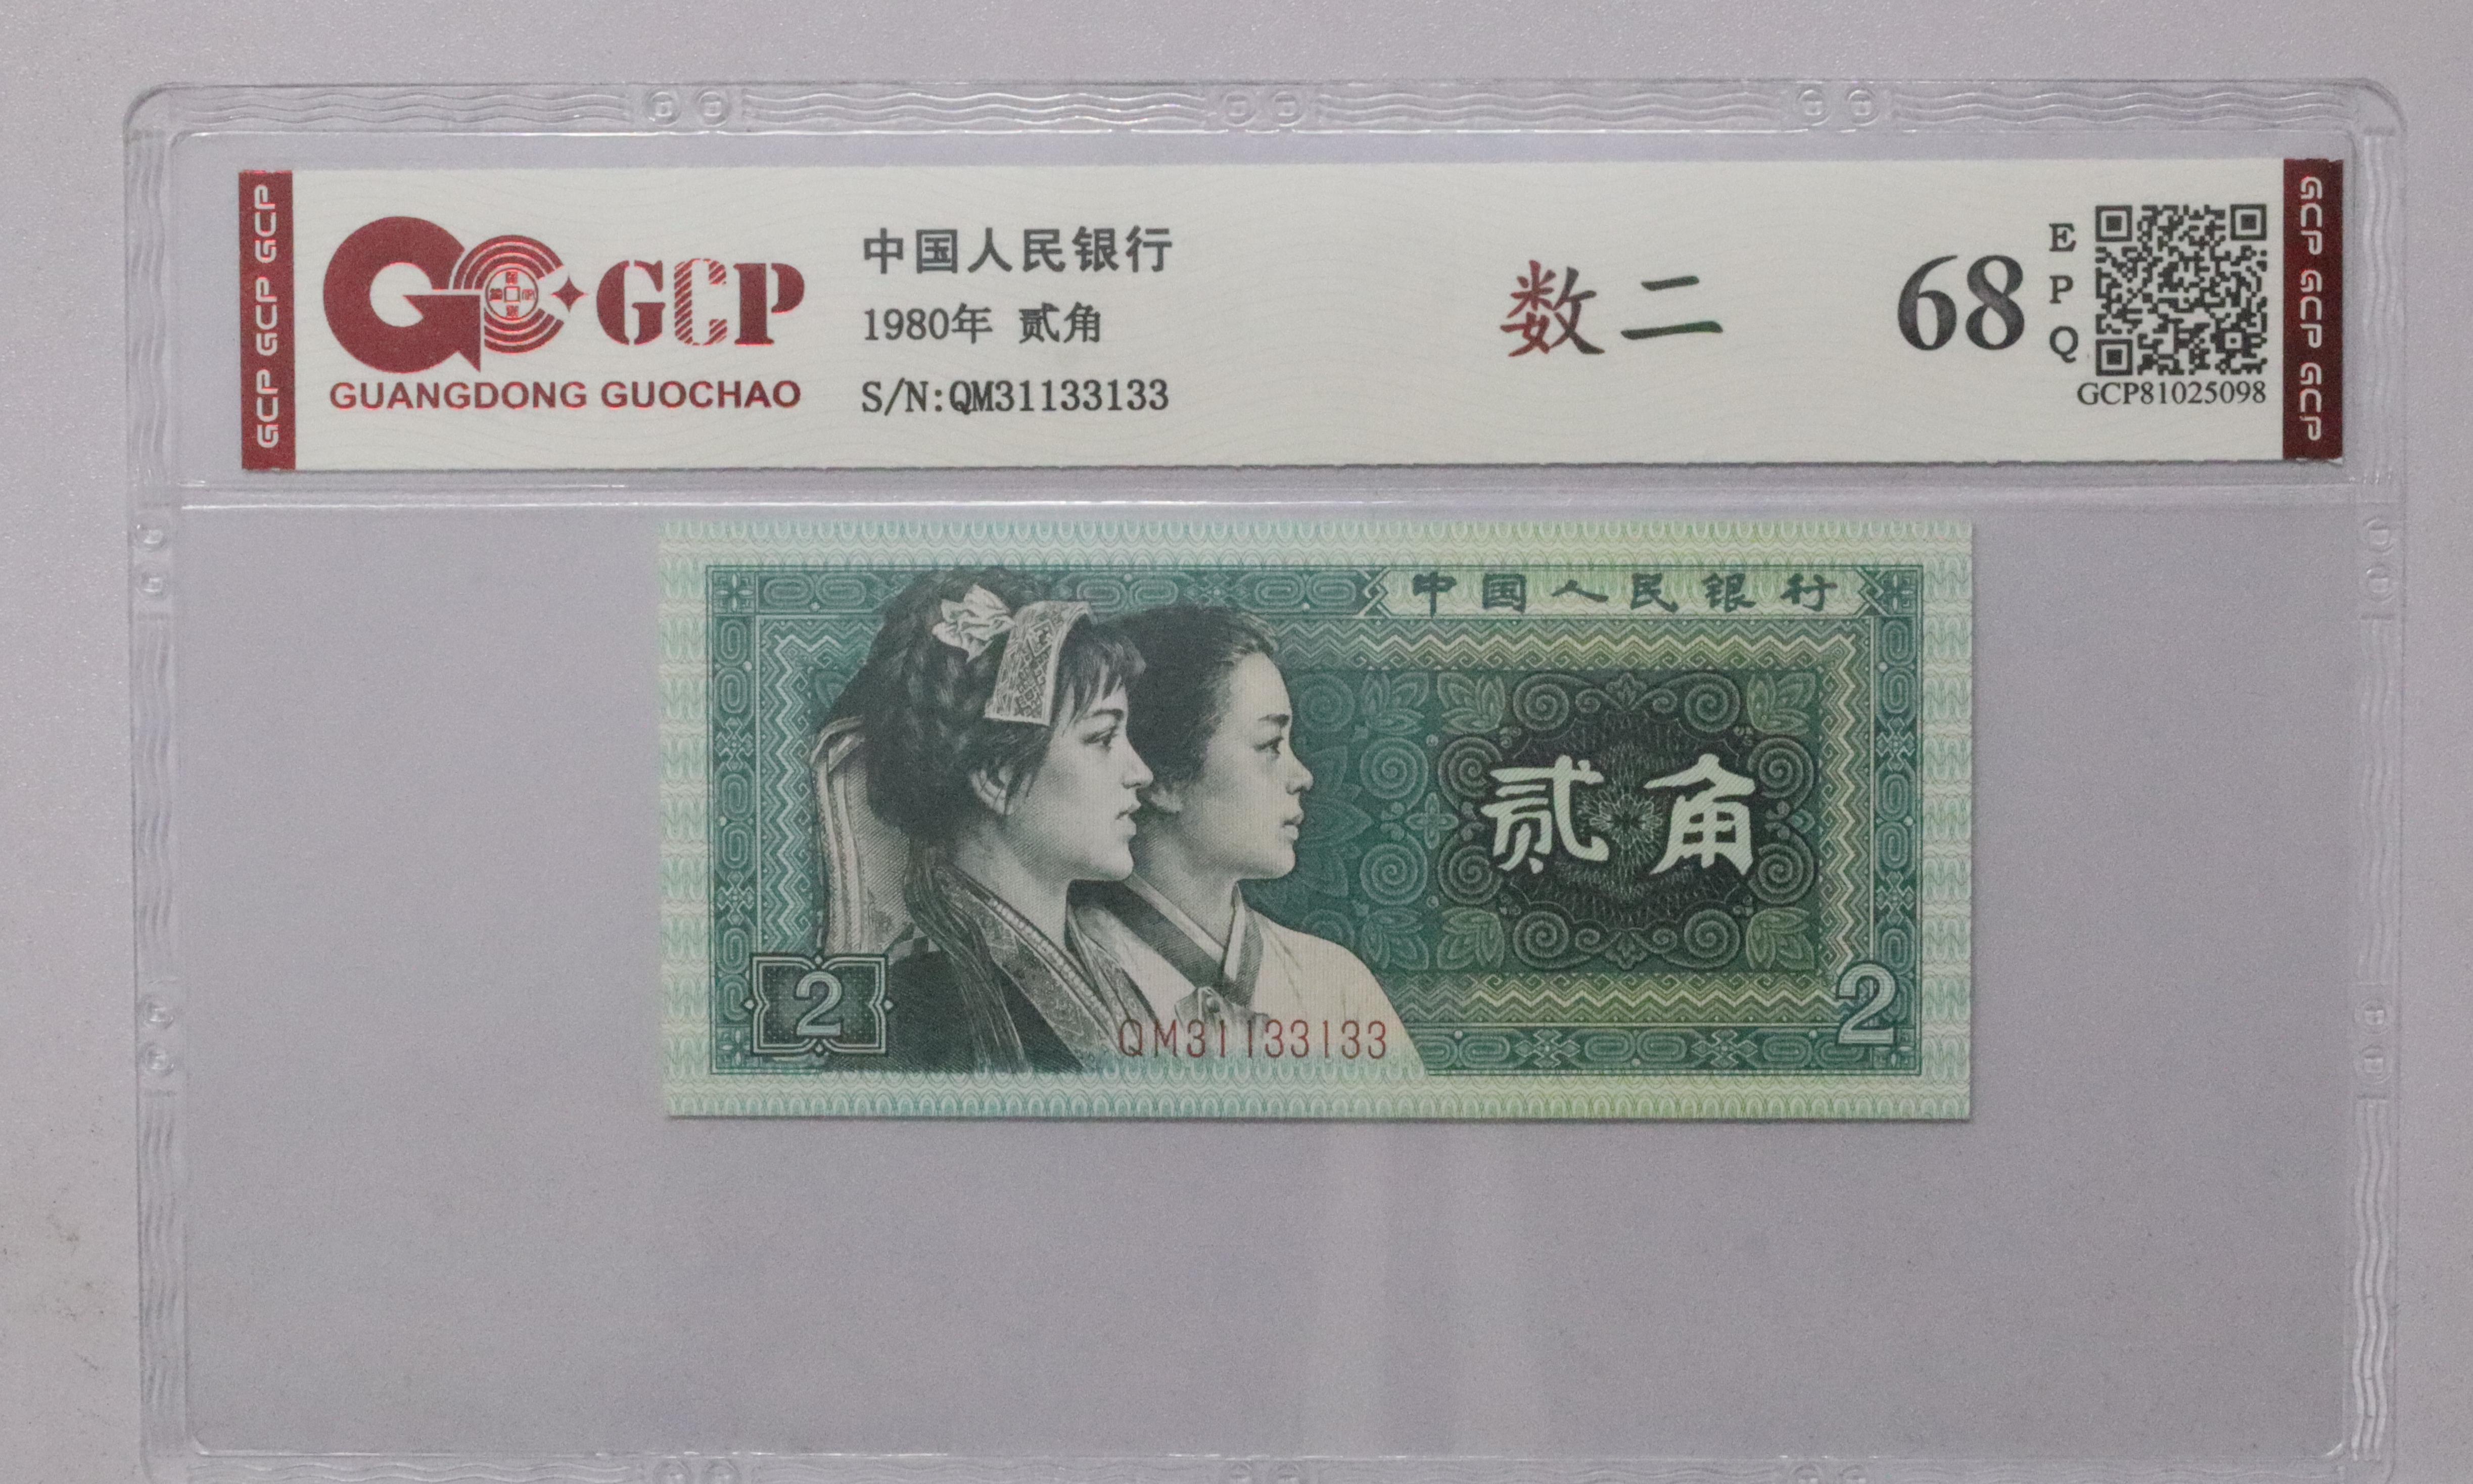 GCP GCP GCP
GCP
GUANGDONG GUOCHAO
中国人民银行
1980年 贰角
S/N:QM31133133
数二
68
E
P
Q
GCP81025098
GCP GCP GCP
中国人民银行
贰角
2
QM31133133
2